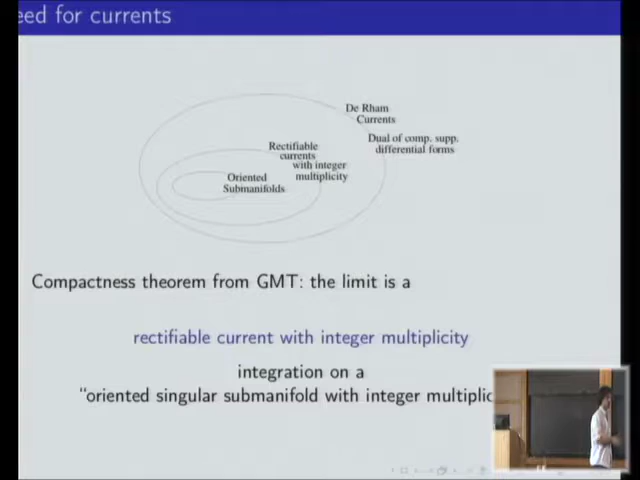 eed for currents
De Rham
Currents
Dual of comp. supp.
differential forms
Rectifiable
currents
with integer
multiplicity
Oriented
Submanifolds
Compactness theorem from GMT: the limit is a
rectifiable current with integer multiplicity
integration on a
“oriented singular submanifold with integer multiplic